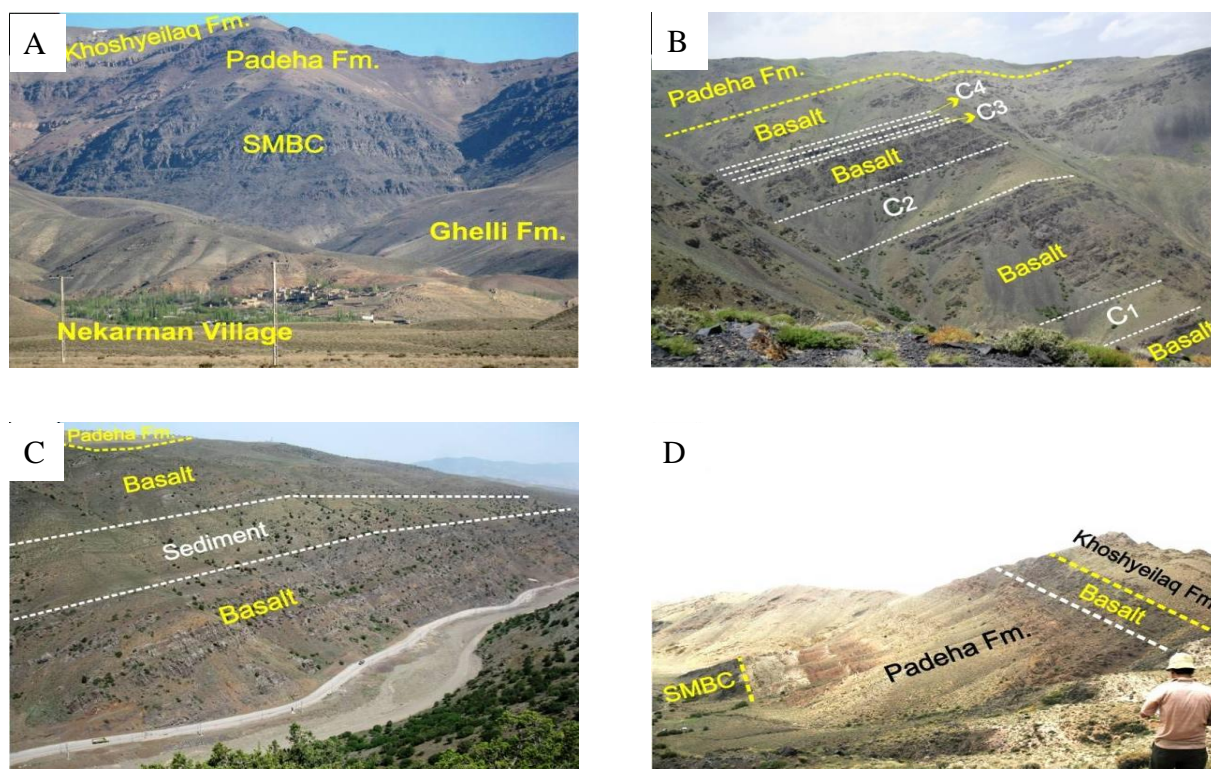 A
Khoshyeilaq Fm.
Padeha Fm.
SMBC
Ghelli Fm.
Nekarman Village
B
Padeha Fm.
C4
C3
Basalt
Basalt
C2
Basalt
C1
Basalt
C
Padeha Fm.
Basalt
Sediment
Basalt
D
Khoshyeilaq Fm
Basalt
Padeha Fm.
SMBC